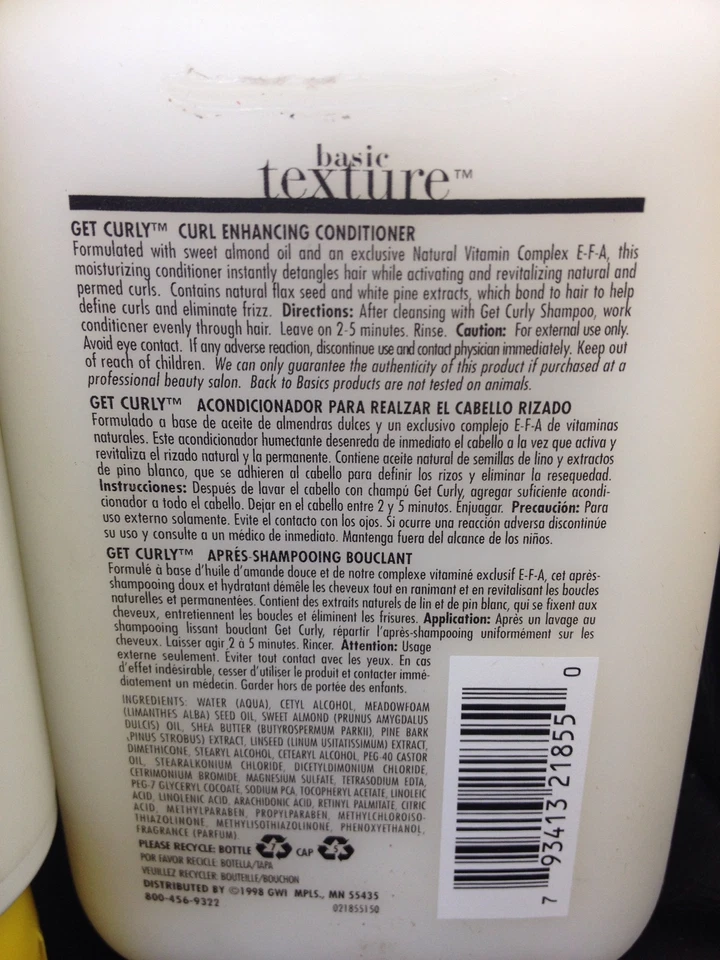 basic
texture™
GET CURLY™ CURL ENHANCING CONDITIONER
Formulated with sweet almond oil and an exclusive Natural Vitamin Complex E-F-A, this
moisturizing conditioner instantly detangles hair while activating and revitalizing natural and
permed curls. Contains natural flax seed and white pine extracts, which bond to hair to help
define curls and eliminate frizz. Directions: After cleansing with Get Curly Shampoo, work
conditioner evenly through hair. Leave on 2-5 minutes. Rinse. Caution: For external use only.
Avoid eye contact. If any adverse reaction, discontinue use and contact physician immediately. Keep out
of reach of children. We can only guarantee the authenticity of this product if purchased at a
professional beauty salon. Back to Basics products are not tested on animals.
GET CURLY™ ACONDICIONADOR PARA REALZAR EL CABELLO RIZADO
Formulado a base de aceite de almendras dulces y un exclusivo complejo E-F-A de vitaminas
naturales. Este acondicionador humectante desenreda de inmediato el cabello a la vez que activa y
revitaliza el rizado natural y la permanente. Contiene aceite natural de semillas de lino y extractos
de pino blanco, que se adhieren al cabello para definir los rizos y eliminar la resequedad.
Instrucciones: Después de lavar el cabello con champú Get Curly, agregar suficiente acondi-
cionador a todo el cabello. Dejar en el cabello entre 2 y 5 minutos. Enjuagar. Precaución: Para
uso externo solamente. Evite el contacto con los ojos. Si ocurre una reacción adversa discontinúe
su uso y consulte a un médico de inmediato. Mantenga fuera del alcance de los niños.
GET CURLY™ APRÉS-SHAMPOOING BOUCLANT
Formulé à base d'huile d'amande douce et de notre complexe vitaminé exclusif E-F-A, cet après-
shampooing doux et hydratant démêle les cheveux tout en ranimant et en revitalisant les boucles
naturelles et permanentées. Contient des extraits naturels de lin et de pin blanc, qui se fixent aux
cheveux, entretiennent les boucles et éliminent les frisures. Application: Après un lavage au
shampooing lissant bouclant Get Curly, répartir l'après-shampooing uniformément sur les
cheveux. Laisser agir 2 à 5 minutes. Rincer. Attention: Usage
externe seulement. Éviter tout contact avec les yeux. En cas
d'effet indésirable, cesser d'utiliser le produit et contacter immé-
diatement un médecin. Garder hors de portée des enfants.
INGREDIENTS: WATER (AQUA), CETYL ALCOHOL, MEADOWFOAM
(LIMANTHES ALBA) SEED OIL, SWEET ALMOND (PRUNUS AMYGDALUS
DULCIS) OIL, SHEA BUTTER (BUTYROSPERMUM PARKII), PINE BARK
(PINUS STROBUS) EXTRACT, LINSEED (LINUM USITATISSIMUM) EXTRACT,
DIMETHICONE, STEARYL ALCOHOL, CETEARYL ALCOHOL, PEG-40 CASTOR
OIL, STEARALKONIUM CHLORIDE, DICETYLDIMONIUM CHLORIDE,
CETRIMONIUM BROMIDE, MAGNESIUM SULFATE, TETRASODIUM EDTA,
PEG-7 GLYCERYL COCOATE, SODIUM PCA, TOCOPHERYL ACETATE, LINOLEIC
ACID, LINOLENIC ACID, ARACHIDONIC ACID, RETINYL PALMITATE, CITRIC
ACID, METHYLPARABEN, PROPYLPARABEN, METHYLCHLOROISO-
THIAZOLINONE, METHYLISOTHIAZOLINONE, PHENOXYETHANOL,
FRAGRANCE (PARFUM).
PLEASE RECYCLE: BOTTLE 7 CAP 5
POR FAVOR RECICLE: BOTELLA/TAPA
VEUILLEZ RECYCLER: BOUTEILLE/BOUCHON
DISTRIBUTED BY ©1998 GWI MPLS., MN 55435
800-456-9322 021855150
7 93413 21855 0